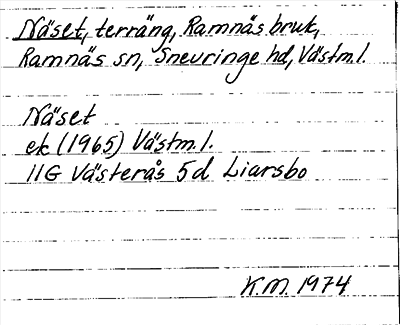 Näset, terräng, Ramnäs bruk,
Ramnäs sn, Snevringe hd, Västm.l.
Näset
ek (1965) Västm.l.
11G Västerås 5d Liarsbo
K.M. 1974